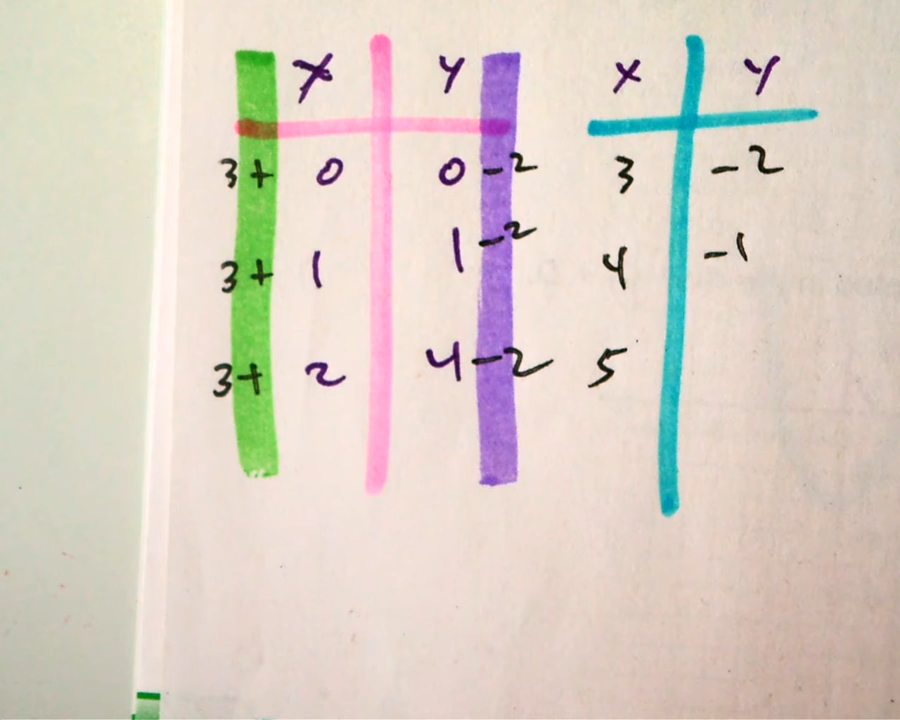 x y x y
3+ 0 0 -2 3 -2
3+ 1 1 -2 4 -1
3+ 2 4 -2 5